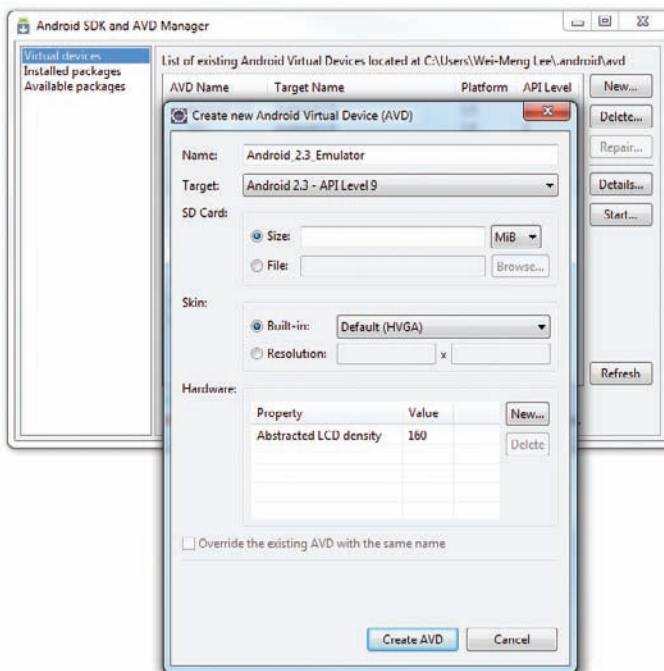 Android SDK and AVD Manager
Virtual devices
Installed packages
Available packages
List of existing Android Virtual Devices located at C:\Users\Wei-Meng Lee\.android\avd
AVD Name Target Name Platform API Level
New...
Delete...
Repair...
Details...
Start...
Refresh
Create new Android Virtual Device (AVD)
Name: Android_2.3_Emulator
Target: Android 2.3 - API Level 9
SD Card:
Size: MiB
File: Browse...
Skin:
Built-in: Default (HVGA)
Resolution: x
Hardware:
Property Value New...
Abstracted LCD density 160 Delete
Override the existing AVD with the same name
Create AVD Cancel